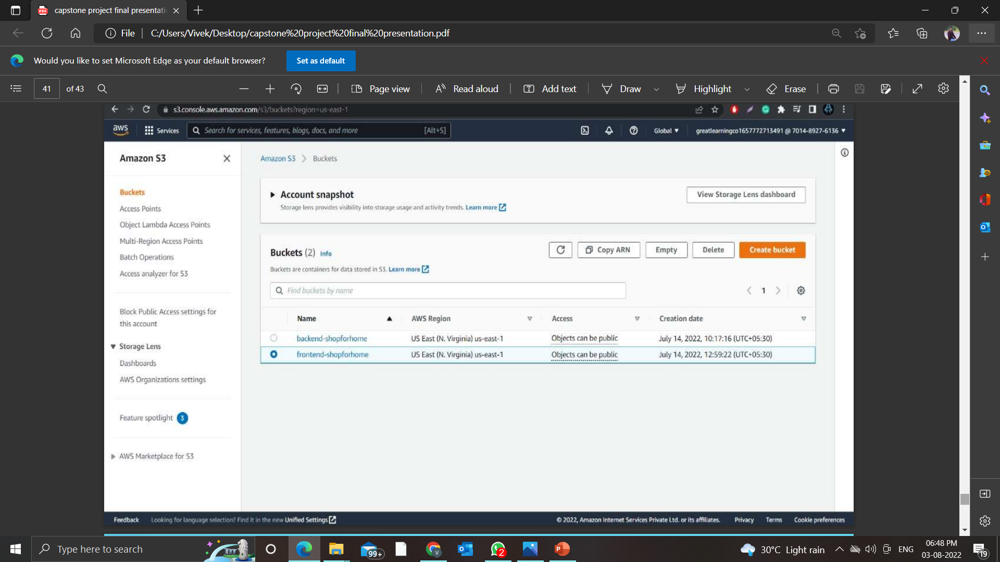 capstone project final presentati
File
C:/Users/Vivek/Desktop/capstone%20project%20final%20presentation.pdf
Would you like to set Microsoft Edge as your default browser?
Set as default
41 of 43
Page view
Read aloud
Add text
Draw
Highlight
Erase
s3.console.aws.amazon.com/s3/buckets?region=us-east-1
aws
Services
Search for services, features, blogs, docs, and more [Alt+S]
Global
greatlearningco1657772713491 @ 7014-8927-6136
Amazon S3
Buckets
Access Points
Object Lambda Access Points
Multi-Region Access Points
Batch Operations
Access analyzer for S3
Block Public Access settings for
this account
Storage Lens
Dashboards
AWS Organizations settings
Feature spotlight 3
AWS Marketplace for S3
Amazon S3 > Buckets
Account snapshot
Storage lens provides visibility into storage usage and activity trends. Learn more
View Storage Lens dashboard
Buckets (2) Info
Buckets are containers for data stored in S3. Learn more
Copy ARN
Empty
Delete
Create bucket
Find buckets by name
1
Name AWS Region Access Creation date
backend-shopforhome US East (N. Virginia) us-east-1 Objects can be public July 14, 2022, 10:17:16 (UTC+05:30)
frontend-shopforhome US East (N. Virginia) us-east-1 Objects can be public July 14, 2022, 12:59:22 (UTC+05:30)
Feedback Looking for language selection? Find it in the new Unified Settings
© 2022, Amazon Internet Services Private Ltd. or its affiliates. Privacy Terms Cookie preferences
Type here to search
99+
V
2
P
30°C Light rain
ENG
06:48 PM
03-08-2022
19